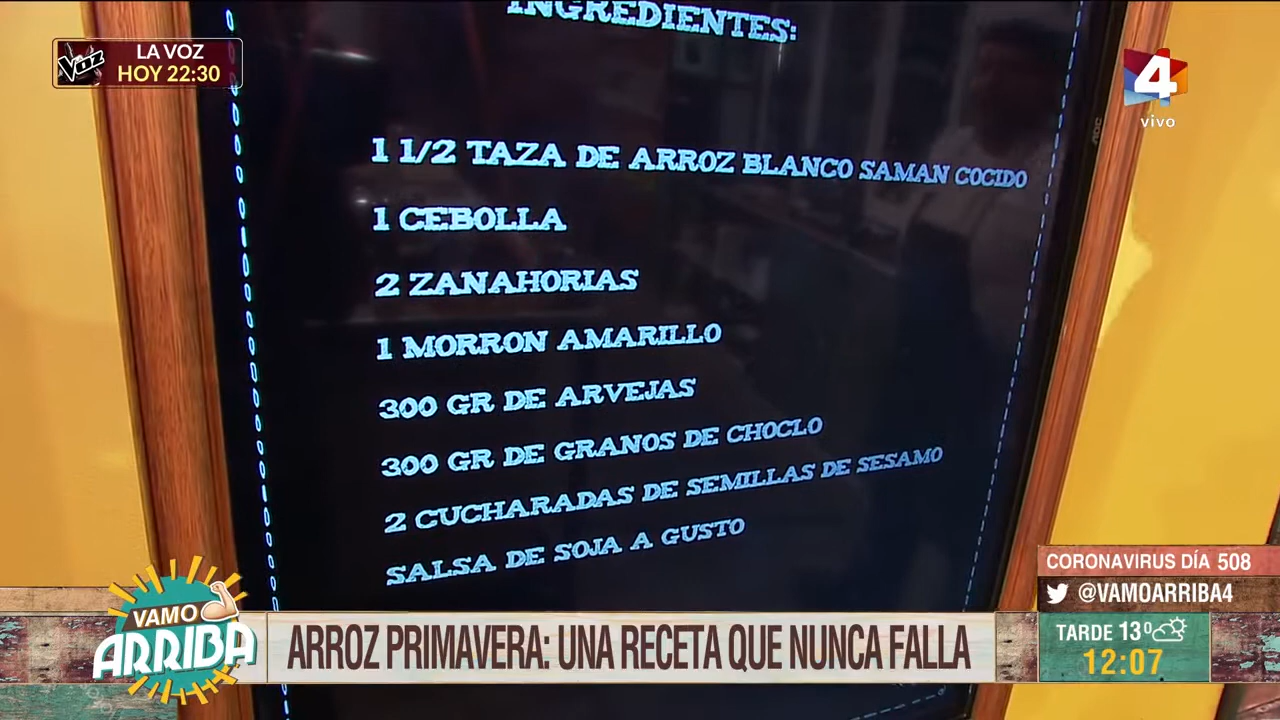 INGREDIENTES:
LA VOZ
HOY 22:30
VOZ
4
vivo
1 1/2 TAZA DE ARROZ BLANCO SAMAN COCIDO
1 CEBOLLA
2 ZANAHORIAS
1 MORRON AMARILLO
300 GR DE ARVEJAS
300 GR DE GRANOS DE CHOCLO
2 CUCHARADAS DE SEMILLAS DE SESAMO
SALSA DE SOJA A GUSTO
CORONAVIRUS DÍA 508
@VAMOARRIBA4
VAMO
ARRIBA
ARROZ PRIMAVERA: UNA RECETA QUE NUNCA FALLA
TARDE 13º
12:07